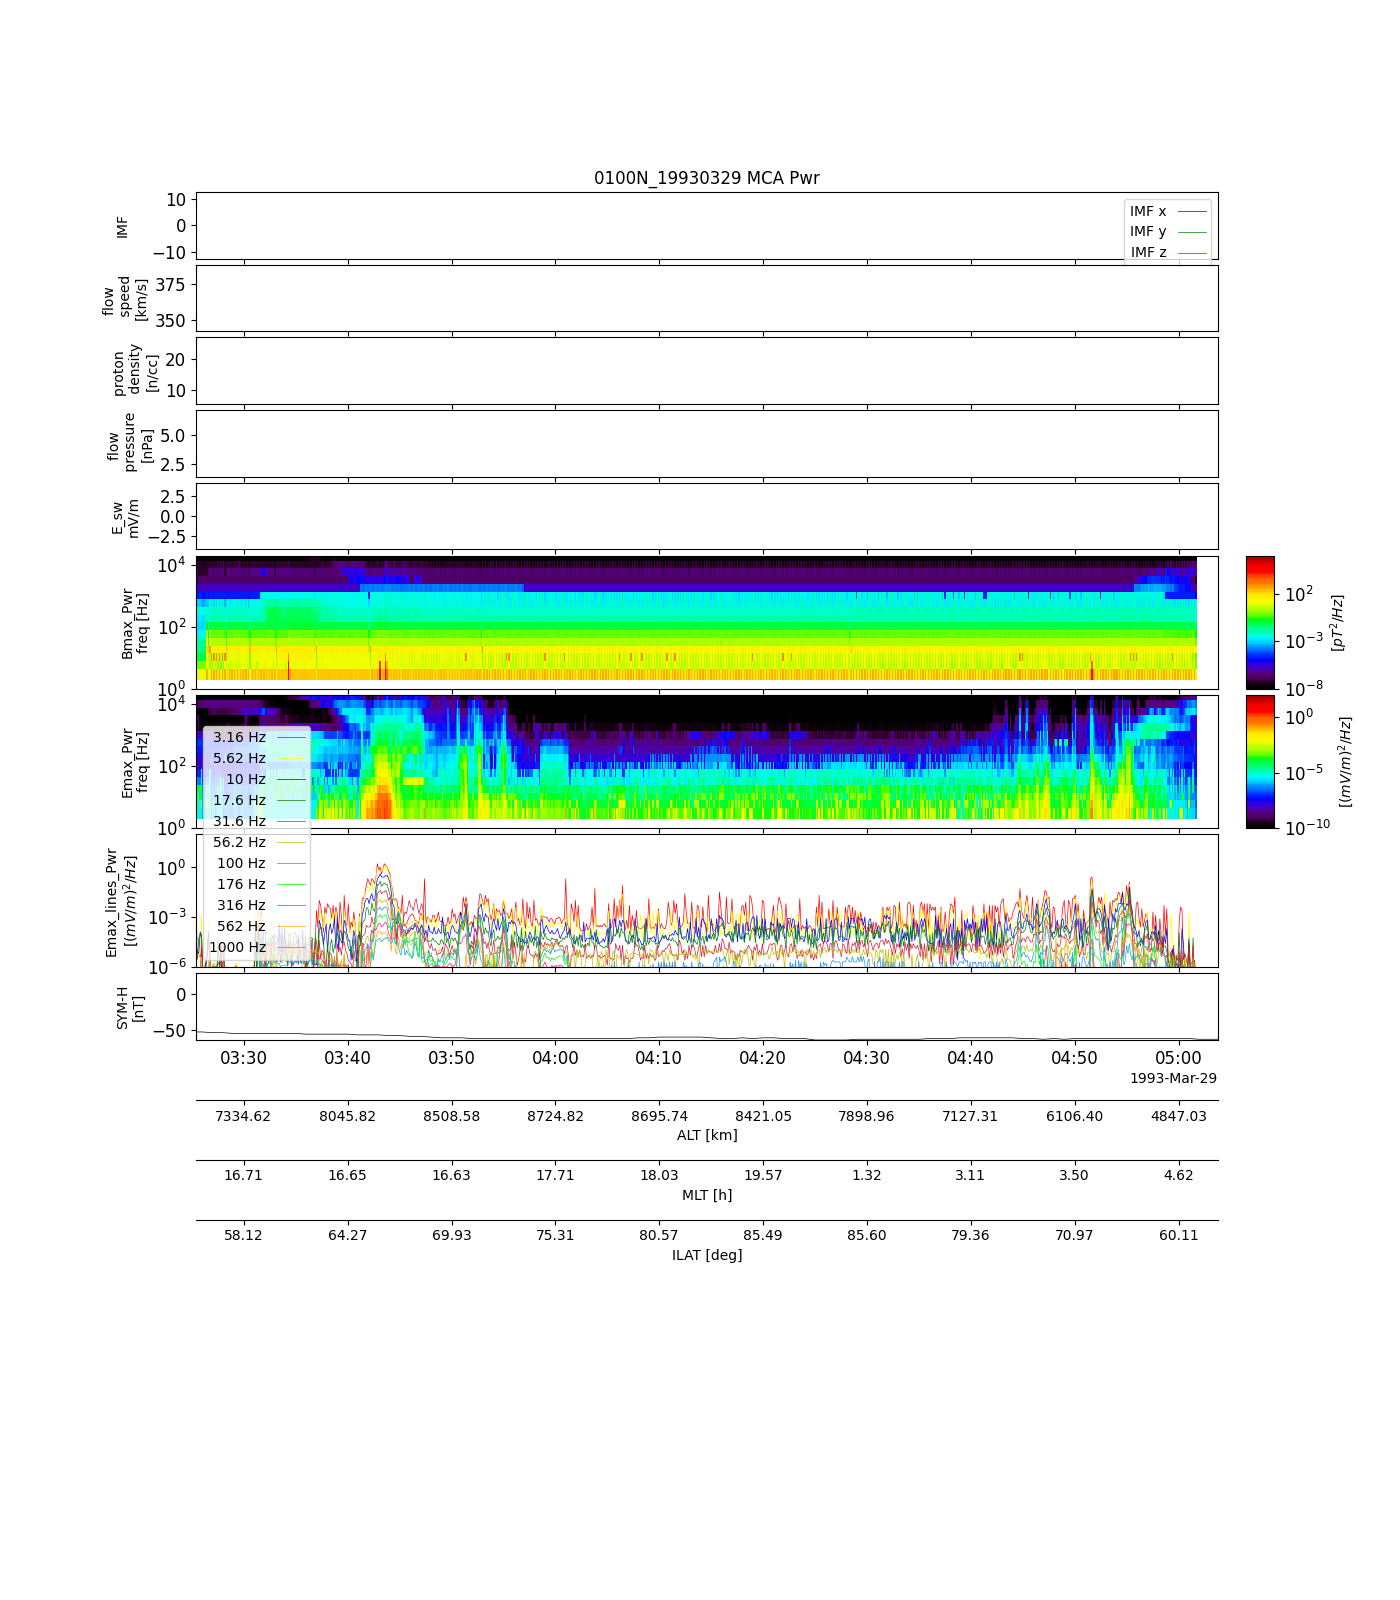 0100N_19930329 MCA Pwr
IMF
10
0
−10
IMF x
IMF y
IMF z
flow
speed
[km/s]
375
350
proton
density
[n/cc]
20
10
flow
pressure
[nPa]
5.0
2.5
E_sw
mV/m
2.5
0.0
−2.5
Bmax_Pwr
freq [Hz]
10^4
10^2
10^0
10^2
10^−3
10^−8
[pT^2/Hz]
Emax_Pwr
freq [Hz]
10^4
10^2
10^0
10^0
10^−5
10^−10
[(mV/m)^2/Hz]
3.16 Hz
5.62 Hz
10 Hz
17.6 Hz
31.6 Hz
56.2 Hz
100 Hz
176 Hz
316 Hz
562 Hz
1000 Hz
Emax_lines_Pwr
[(mV/m)^2/Hz]
10^0
10^−3
10^−6
SYM-H
[nT]
0
−50
03:30 03:40 03:50 04:00 04:10 04:20 04:30 04:40 04:50 05:00
1993-Mar-29
7334.62 8045.82 8508.58 8724.82 8695.74 8421.05 7898.96 7127.31 6106.40 4847.03
ALT [km]
16.71 16.65 16.63 17.71 18.03 19.57 1.32 3.11 3.50 4.62
MLT [h]
58.12 64.27 69.93 75.31 80.57 85.49 85.60 79.36 70.97 60.11
ILAT [deg]